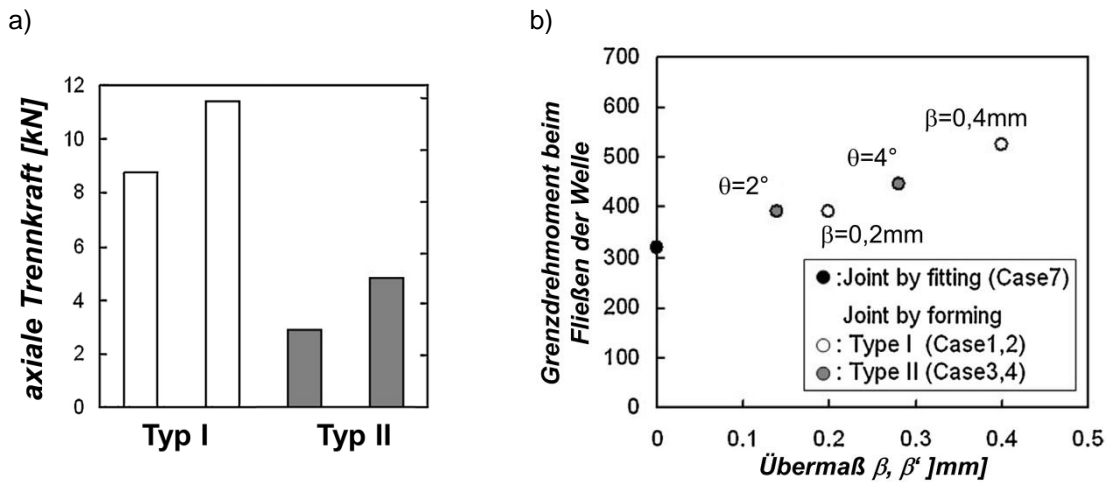 a)
axiale Trennkraft [kN]
12
10
8
6
4
2
0
Typ I
Typ II
b)
Grenzdrehmoment beim
Fließen der Welle
700
600
500
400
300
200
100
0
β=0,4mm
θ=4°
θ=2°
β=0,2mm
:Joint by fitting (Case7)
Joint by forming
: Type I (Case1,2)
: Type II (Case3,4)
0
0.1
0.2
0.3
0.4
0.5
Übermaß β, β‘ ]mm]